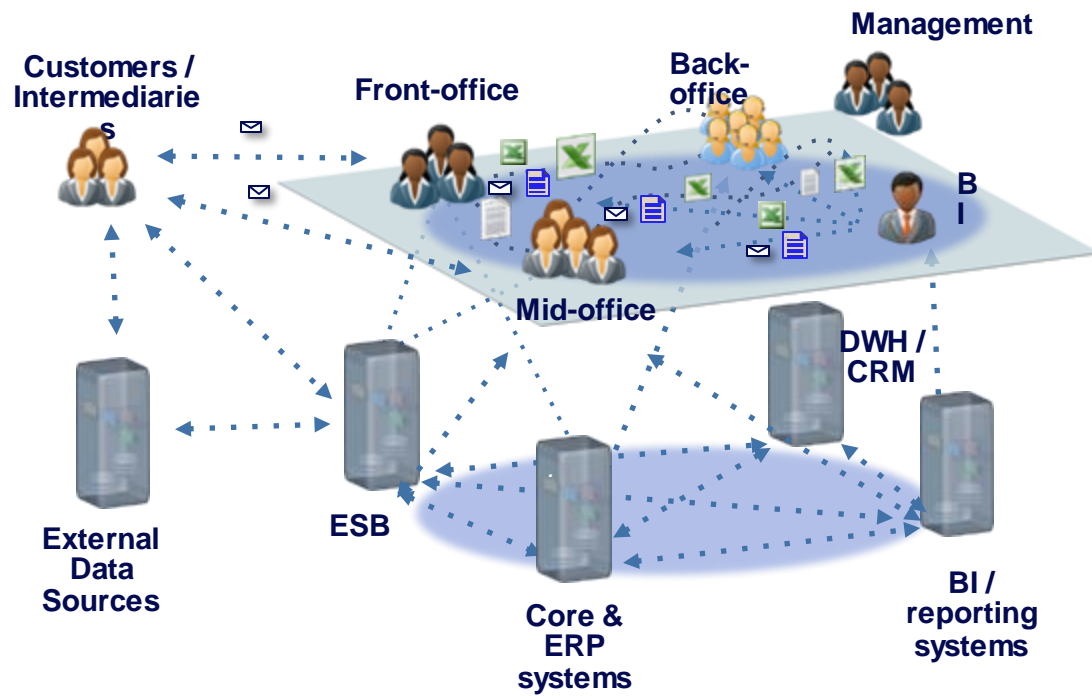 Management
Customers /
Intermediarie
s
Front-office
Back-
office
B
I
Mid-office
DWH /
CRM
ESB
External
Data
Sources
Core &
ERP
systems
BI /
reporting
systems